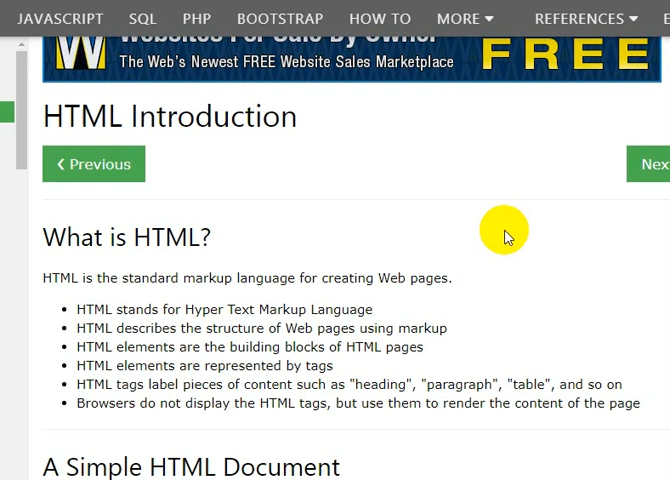 JAVASCRIPT SQL PHP BOOTSTRAP HOW TO MORE REFERENCES
Websites For Sale By Owner
The Web's Newest FREE Website Sales Marketplace
FREE
HTML Introduction
❮ Previous
What is HTML?
HTML is the standard markup language for creating Web pages.
• HTML stands for Hyper Text Markup Language
• HTML describes the structure of Web pages using markup
• HTML elements are the building blocks of HTML pages
• HTML elements are represented by tags
• HTML tags label pieces of content such as "heading", "paragraph", "table", and so on
• Browsers do not display the HTML tags, but use them to render the content of the page
A Simple HTML Document